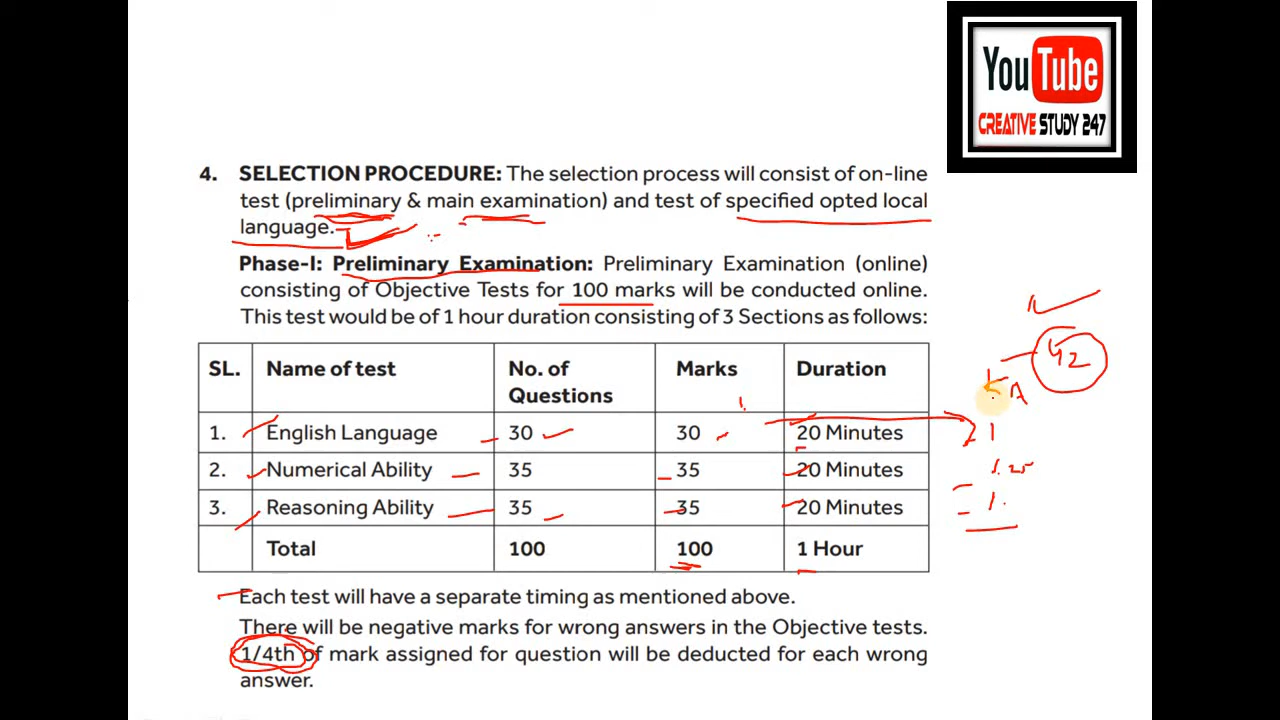 You Tube
CREATIVE STUDY 247
4. SELECTION PROCEDURE: The selection process will consist of on-line
test (preliminary & main examination) and test of specified opted local
language.
Phase-I: Preliminary Examination: Preliminary Examination (online)
consisting of Objective Tests for 100 marks will be conducted online.
This test would be of 1 hour duration consisting of 3 Sections as follows:
SL. Name of test No. of Questions Marks Duration
1. English Language 30 30 20 Minutes
2. Numerical Ability 35 35 20 Minutes
3. Reasoning Ability 35 35 20 Minutes
Total 100 100 1 Hour
Each test will have a separate timing as mentioned above.
There will be negative marks for wrong answers in the Objective tests.
1/4th of mark assigned for question will be deducted for each wrong
answer.